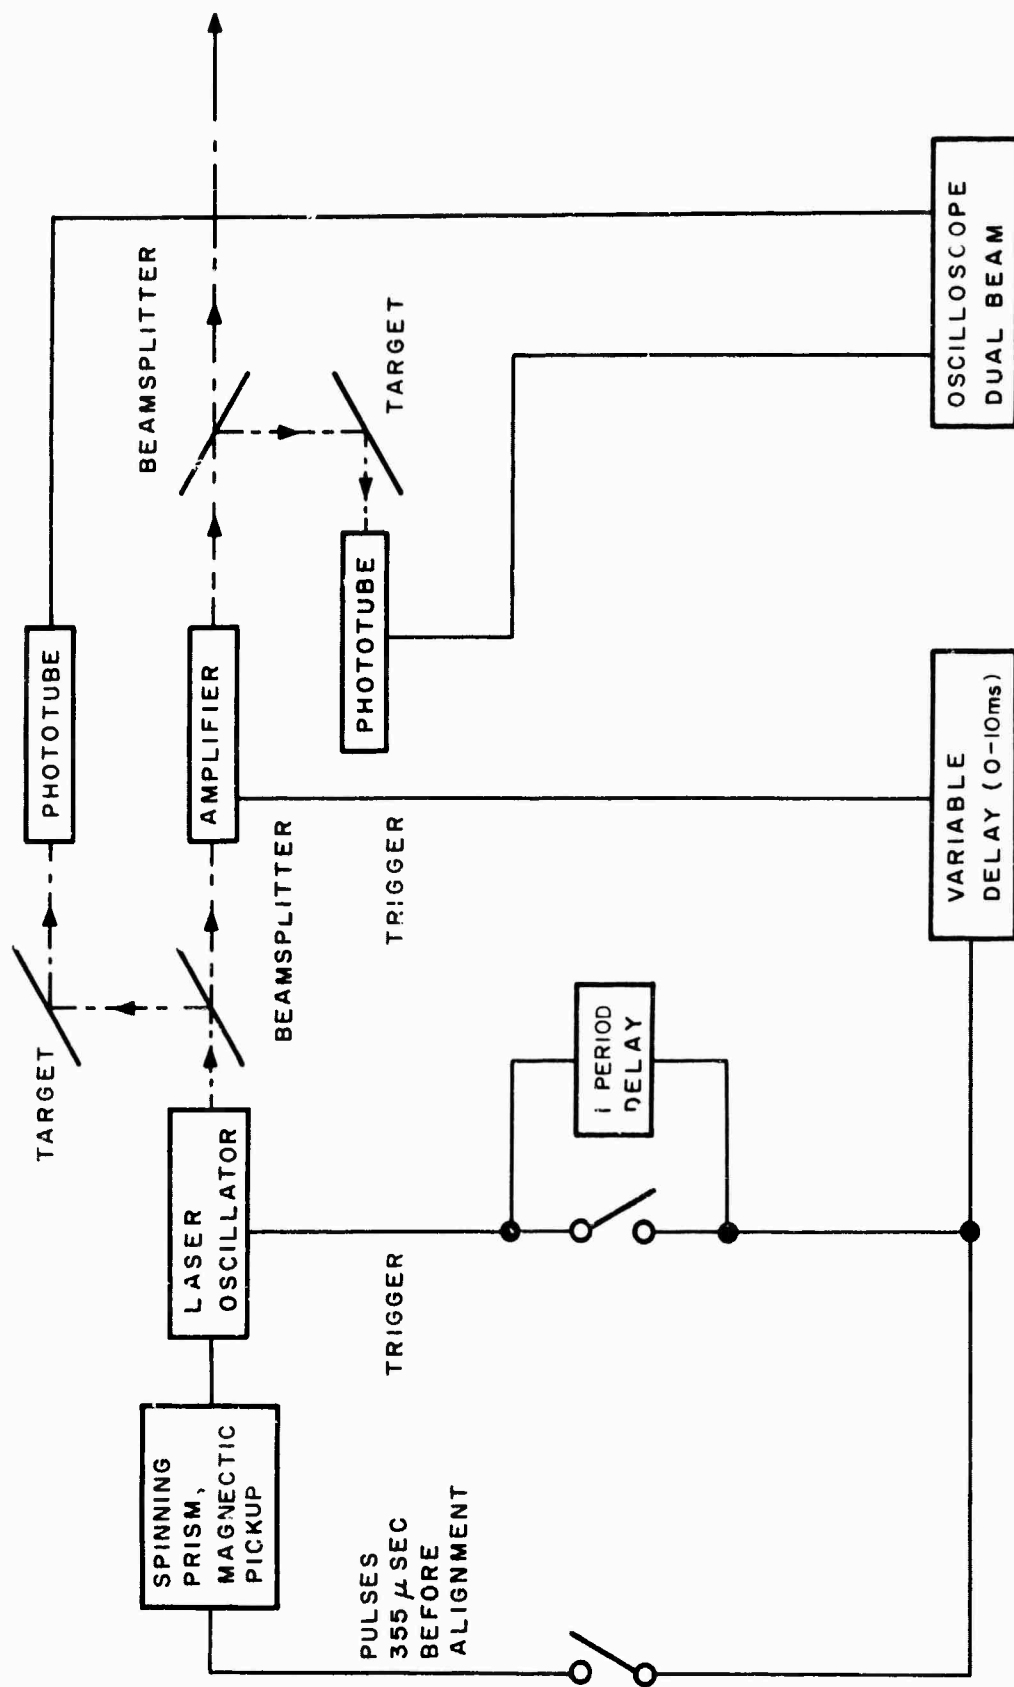 SPINNING
PRISM,
MAGNECTIC
PICKUP
PULSES
355 μSEC
BEFORE
ALIGNMENT
LASER
OSCILLATOR
TRIGGER
1 PERIOD
DELAY
TARGET
BEAMSPLITTER
TRIGGER
PHOTOTUBE
AMPLIFIER
PHOTOTUBE
VARIABLE
DELAY (0-10ms)
BEAMSPLITTER
TARGET
OSCILLOSCOPE
DUAL BEAM